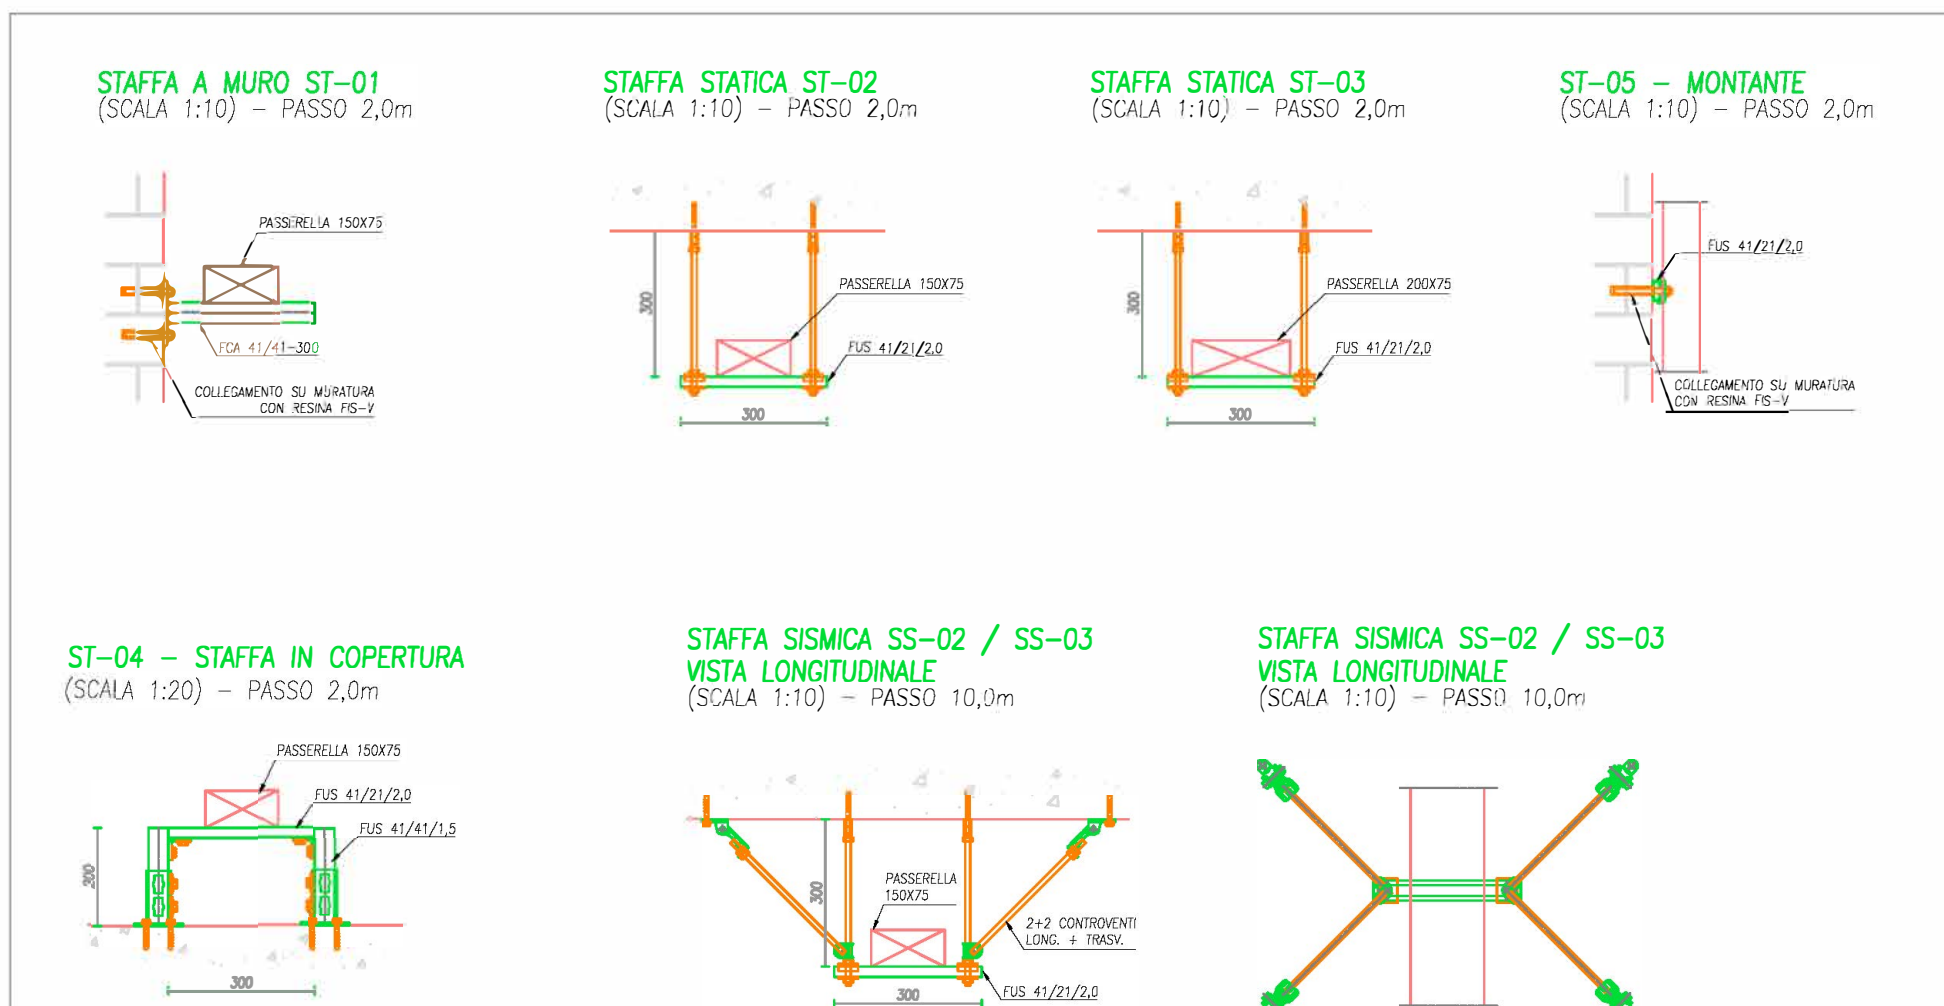 STAFFA A MURO ST-01
(SCALA 1:10) - PASSO 2,0m
PASSERELLA 150X75
FCA 41/41-300
COLLEGAMENTO SU MURATURA
CON RESINA FIS-V
STAFFA STATICA ST-02
(SCALA 1:10) - PASSO 2,0m
300
PASSERELLA 150X75
FUS 41/21/2,0
300
STAFFA STATICA ST-03
(SCALA 1:10) - PASSO 2,0m
300
PASSERELLA 200X75
FUS 41/21/2,0
300
ST-05 - MONTANTE
(SCALA 1:10) - PASSO 2,0m
FUS 41/21/2,0
COLLEGAMENTO SU MURATURA
CON RESINA FIS-V
ST-04 - STAFFA IN COPERTURA
(SCALA 1:20) - PASSO 2,0m
PASSERELLA 150X75
FUS 41/21/2,0
FUS 41/41/1,5
200
300
STAFFA SISMICA SS-02 / SS-03
VISTA LONGITUDINALE
(SCALA 1:10) - PASSO 10,0m
300
PASSERELLA
150X75
2+2 CONTROVENTI
LONG. + TRASV.
FUS 41/21/2,0
300
STAFFA SISMICA SS-02 / SS-03
VISTA LONGITUDINALE
(SCALA 1:10) - PASSO 10,0m